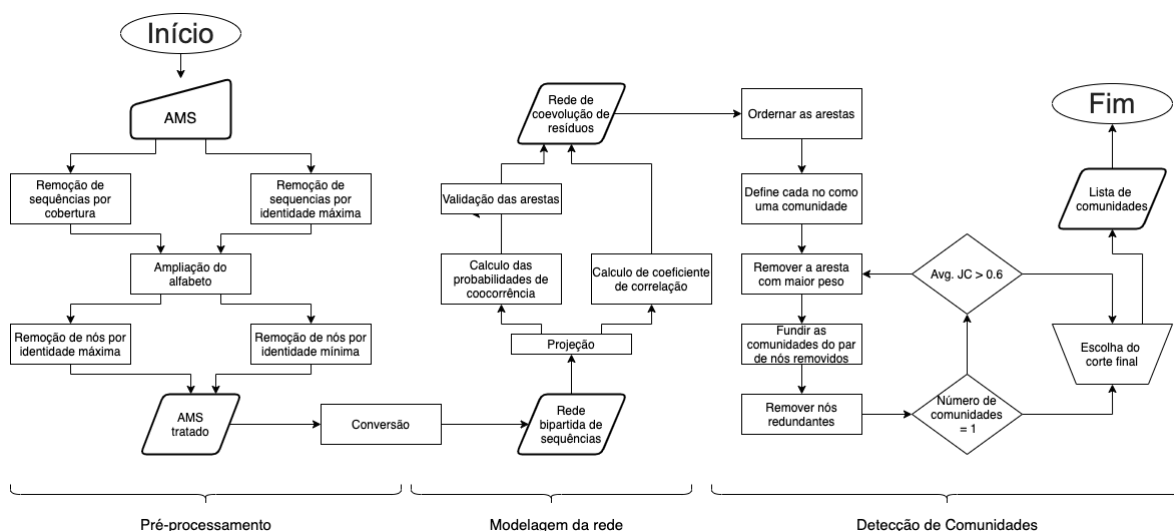 Início
AMS
Remoção de
sequências por
cobertura
Remoção de
sequencias por
identidade máxima
Ampliação do
alfabeto
Remoção de nós por
identidade máxima
Remoção de nós por
identidade mínima
AMS
tratado
Conversão
Rede
bipartida de
sequências
Projeção
Calculo das
probabilidades de
coocorrência
Calculo de coeficiente
de correlação
Validação das arestas
Rede de
coevolução de
resíduos
Ordernar as arestas
Define cada no como
uma comunidade
Remover a aresta
com maior peso
Fundir as
comunidades do par
de nós removidos
Remover nós
redundantes
Número de
comunidades
= 1
Avg. JC > 0.6
Escolha do
corte final
Lista de
comunidades
Fim
Pré-processamento
Modelagem da rede
Detecção de Comunidades